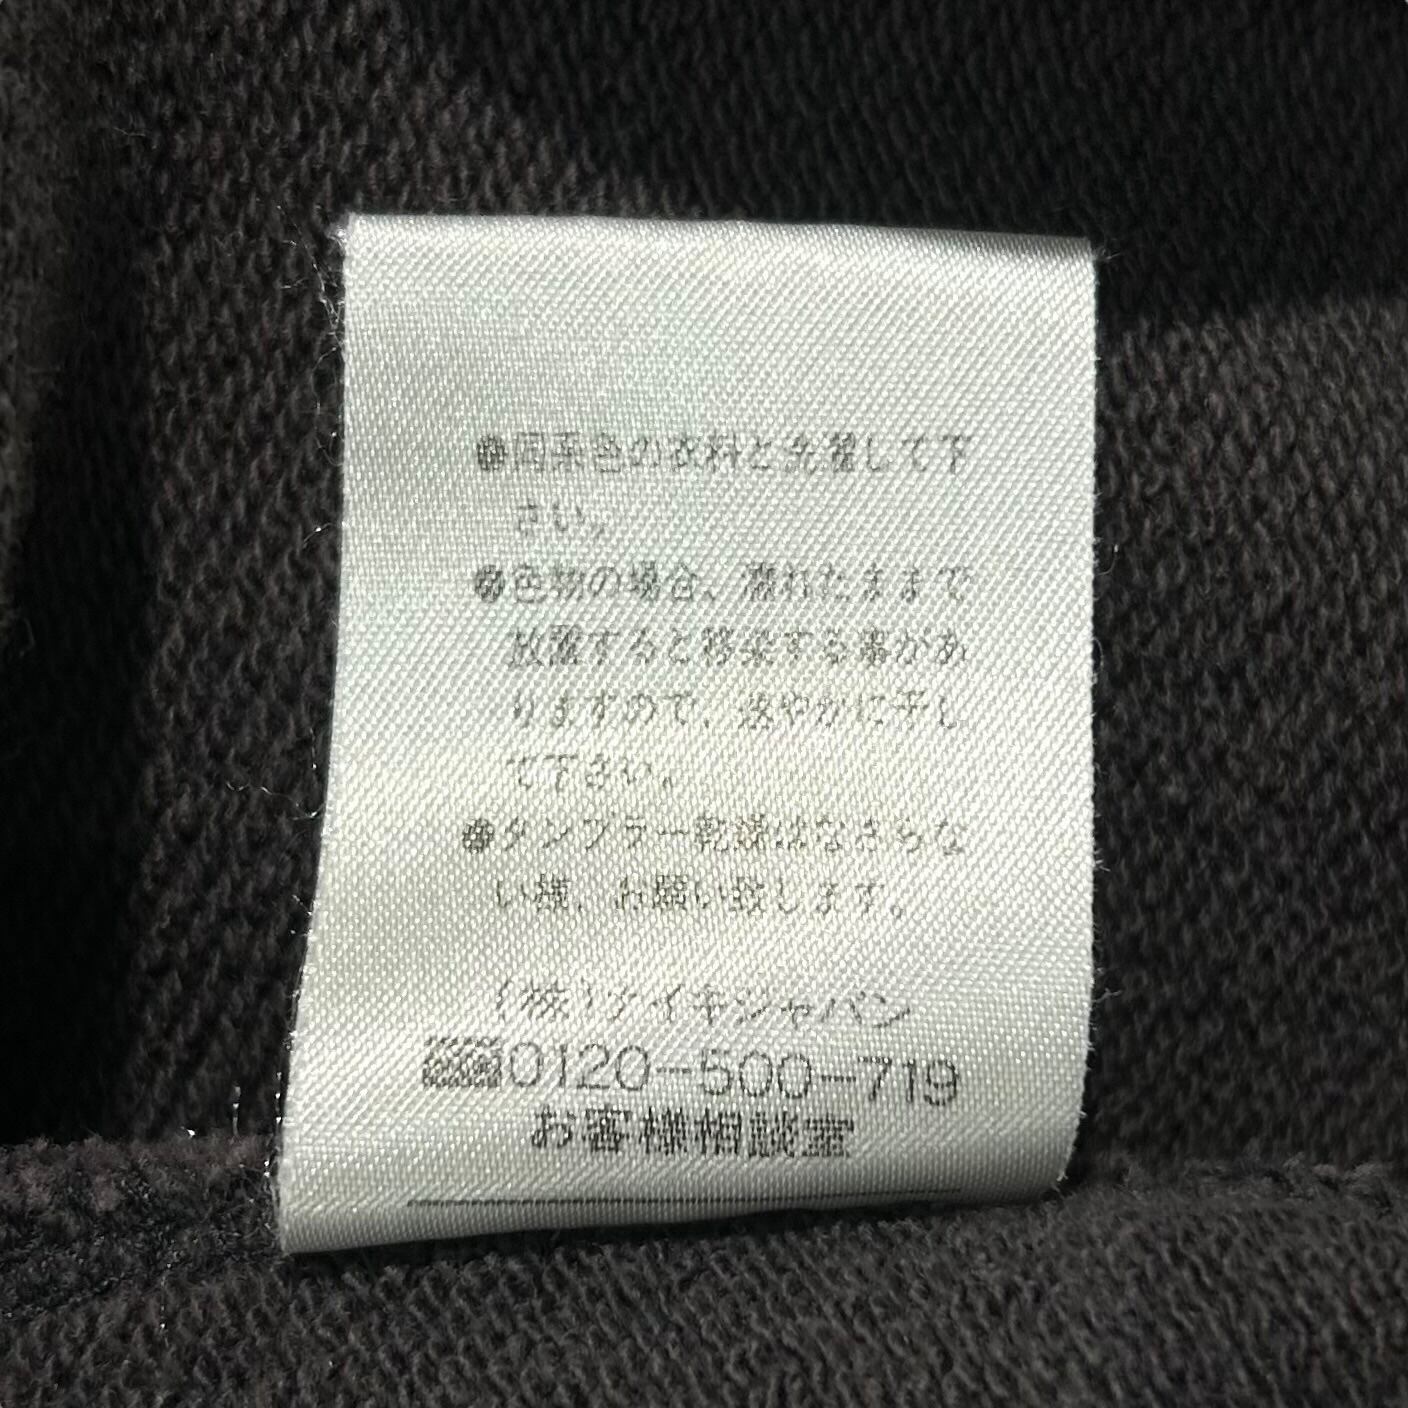 ●同系色の衣料と洗濯して下
さい。
●色物の場合、濡れたままで
放置すると移染する事があ
りますので、速やかに干し
て下さい。
●タンブラー乾燥はなさらな
い様、お願い致します。
(株)ナイキジャパン
0120-500-719
お客様相談室